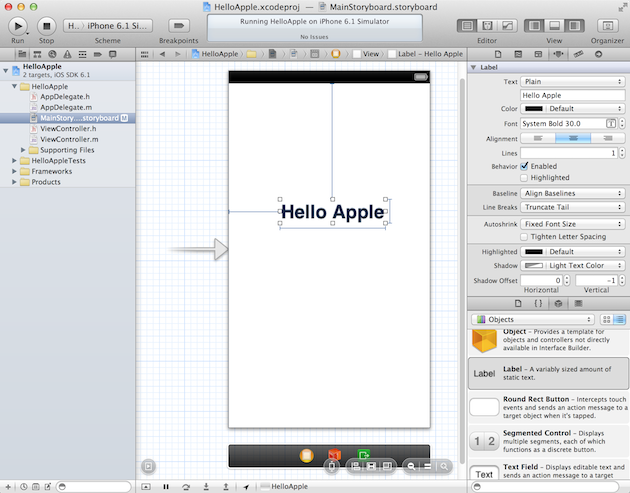 HelloApple.xcodeproj — MainStoryboard.storyboard
H... iPhone 6.1 Si...
Running HelloApple on iPhone 6.1 Simulator
No Issues
Run
Stop
Scheme
Breakpoints
Editor
View
Organizer
HelloApple
View
Label - Hello Apple
HelloApple
2 targets, iOS SDK 6.1
HelloApple
AppDelegate.h
AppDelegate.m
MainStory....storyboard M
ViewController.h
ViewController.m
Supporting Files
HelloAppleTests
Frameworks
Products
Hello Apple
HelloApple
Label
Text Plain
Hello Apple
Color Default
Font System Bold 30.0
Alignment
Lines 1
Behavior Enabled
Highlighted
Baseline Align Baselines
Line Breaks Truncate Tail
Autoshrink Fixed Font Size
Tighten Letter Spacing
Highlighted Default
Shadow Light Text Color
Shadow Offset 0 -1
Horizontal Vertical
Objects
Object - Provides a template for
objects and controllers not directly
available in Interface Builder.
Label
Label - A variably sized amount of
static text.
Round Rect Button - Intercepts touch
events and sends an action message to a
target object when it's tapped.
1 2
Segmented Control - Displays
multiple segments, each of which
functions as a discrete button.
Text
Text Field - Displays editable text and
sends an action message to a target